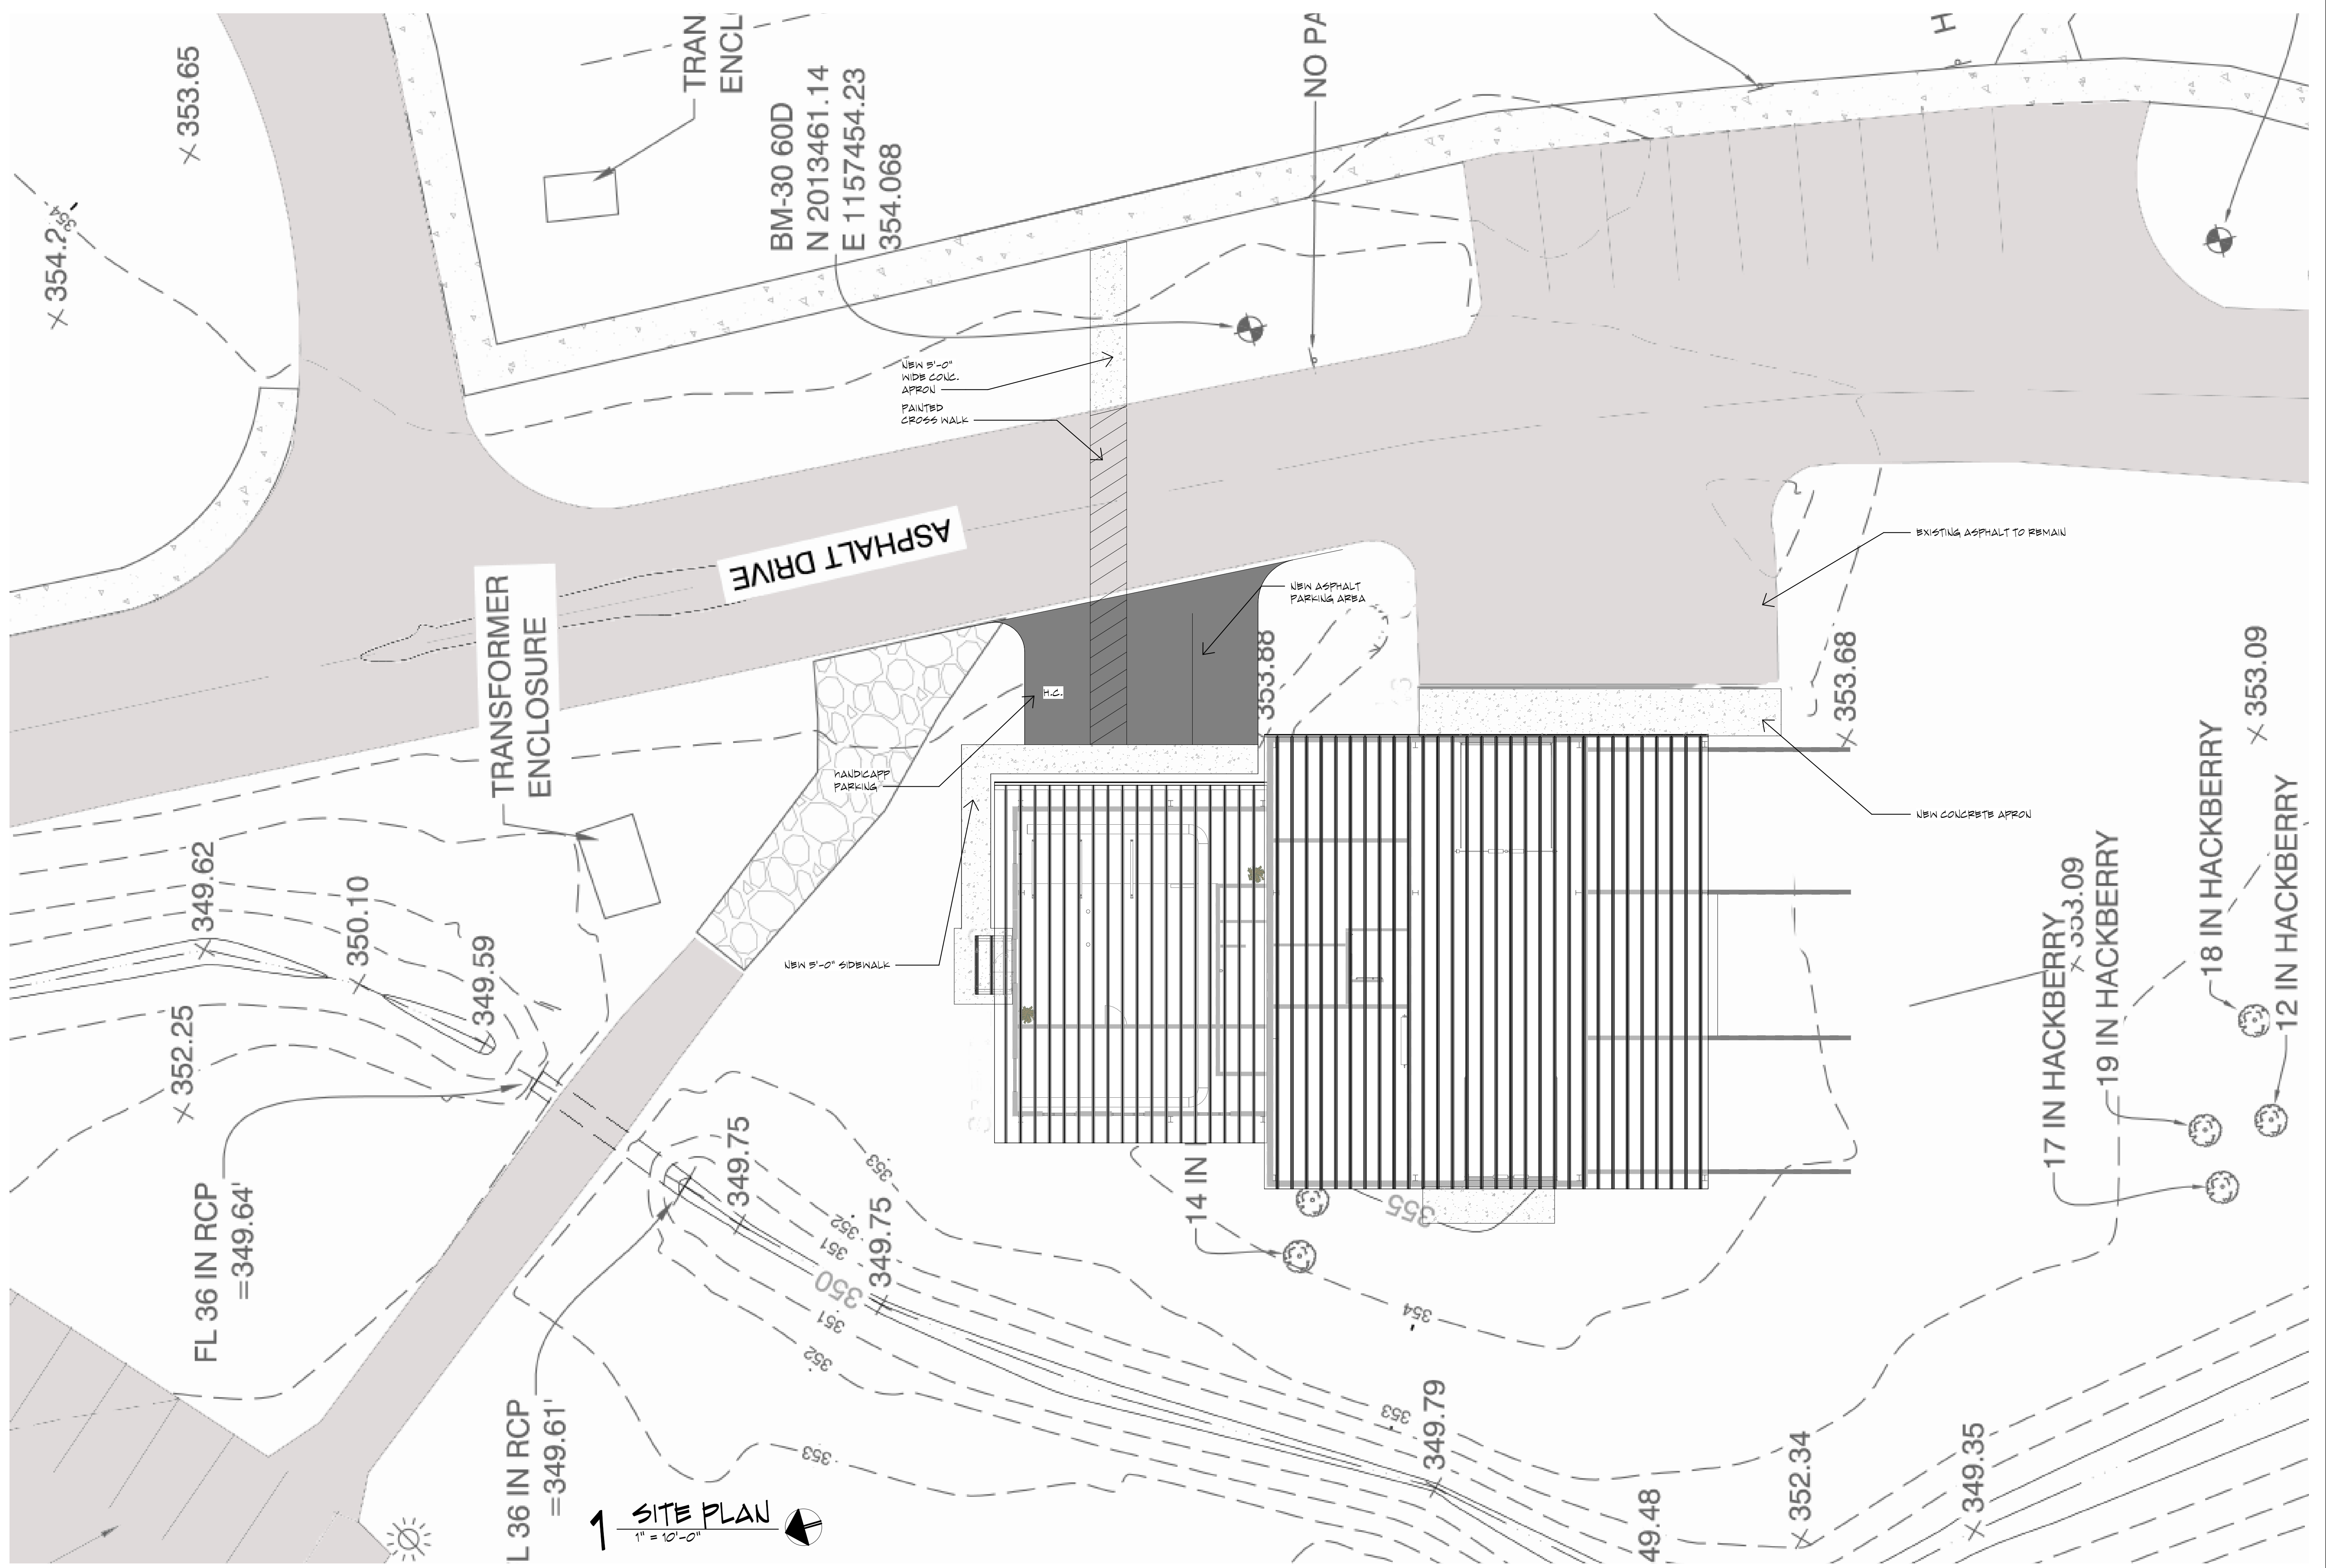 353.65
354.2
354
TRAN
ENCL
BM-30 60D
N 2013461.14
E 1157454.23
354.068
NO PA
H
NEW 5'-0"
WIDE CONC.
APRON
PAINTED
CROSS WALK
ASPHALT DRIVE
TRANSFORMER
ENCLOSURE
NEW ASPHALT
PARKING AREA
EXISTING ASPHALT TO REMAIN
353.88
353.68
353.09
H.C.
HANDICAPP
PARKING
NEW CONCRETE APRON
NEW 5'-0" SIDEWALK
349.62
350.10
349.59
352.25
FL 36 IN RCP
=349.64'
L 36 IN RCP
=349.61'
349.75
349.75
353
352
351
350
351
352
353
14 IN
355
354
353
349.79
353.09
17 IN HACKBERRY
19 IN HACKBERRY
18 IN HACKBERRY
12 IN HACKBERRY
49.48
352.34
349.35
1 SITE PLAN
1" = 10'-0"